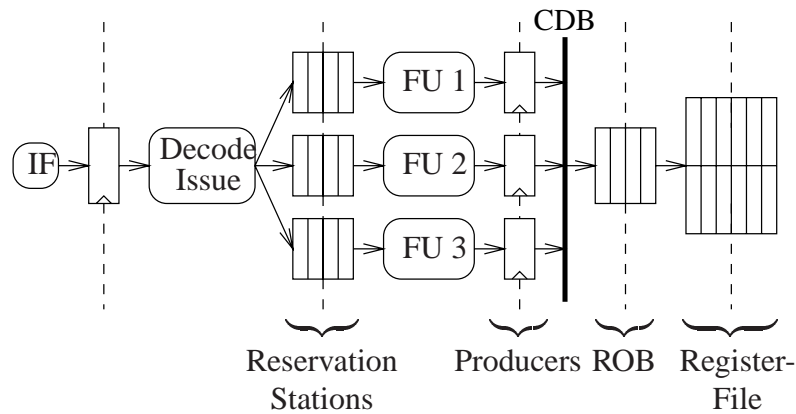 CDB
IF
Decode
Issue
FU 1
FU 2
FU 3
Reservation
Stations
Producers
ROB
Register-
File